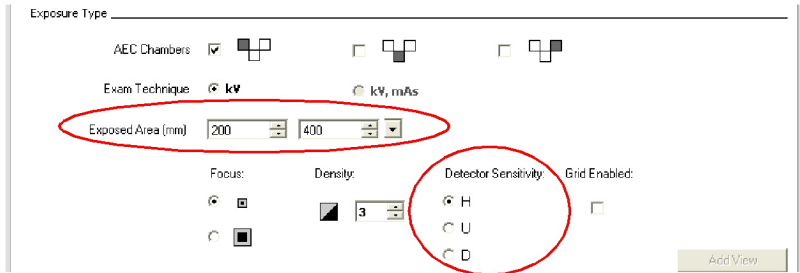 Exposure Type
AEC Chambers
Exam Technique kV kV, mAs
Exposed Area (mm) 200 400
Focus: Density: Detector Sensitivity: Grid Enabled:
H
3
U
D
Add View